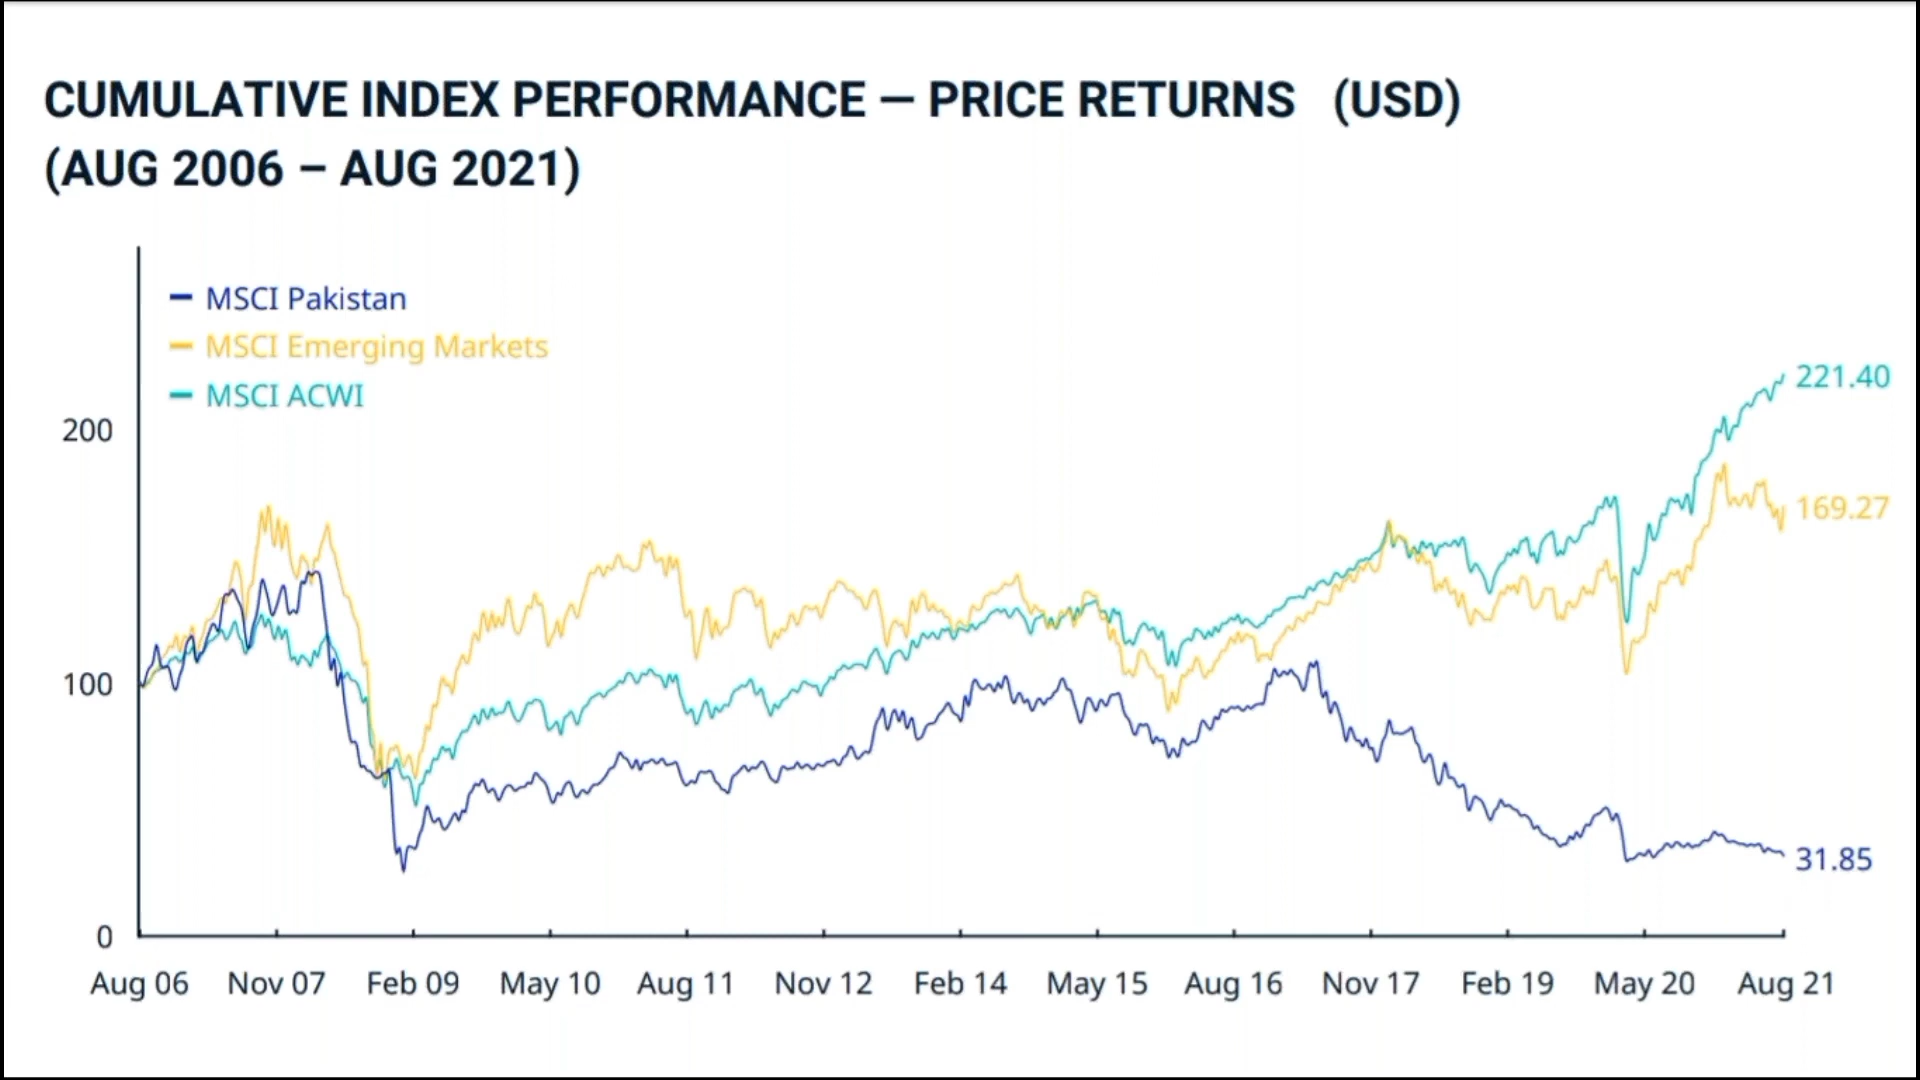 CUMULATIVE INDEX PERFORMANCE — PRICE RETURNS (USD)
(AUG 2006 – AUG 2021)
MSCI Pakistan
MSCI Emerging Markets
MSCI ACWI
221.40
200
169.27
100
31.85
0
Aug 06 Nov 07 Feb 09 May 10 Aug 11 Nov 12 Feb 14 May 15 Aug 16 Nov 17 Feb 19 May 20 Aug 21